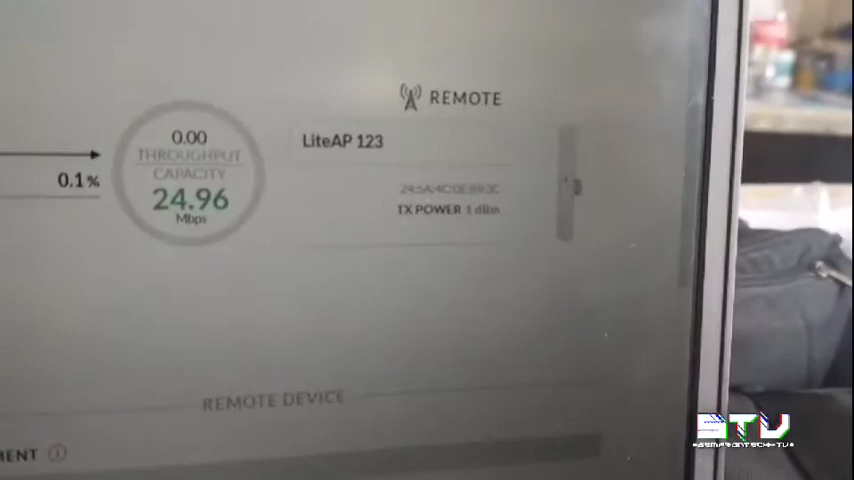 REMOTE
LiteAP 123
0.00
THROUGHPUT
CAPACITY
24.96
Mbps
0.1%
TX POWER 1 dBm
REMOTE DEVICE
MENT
STV